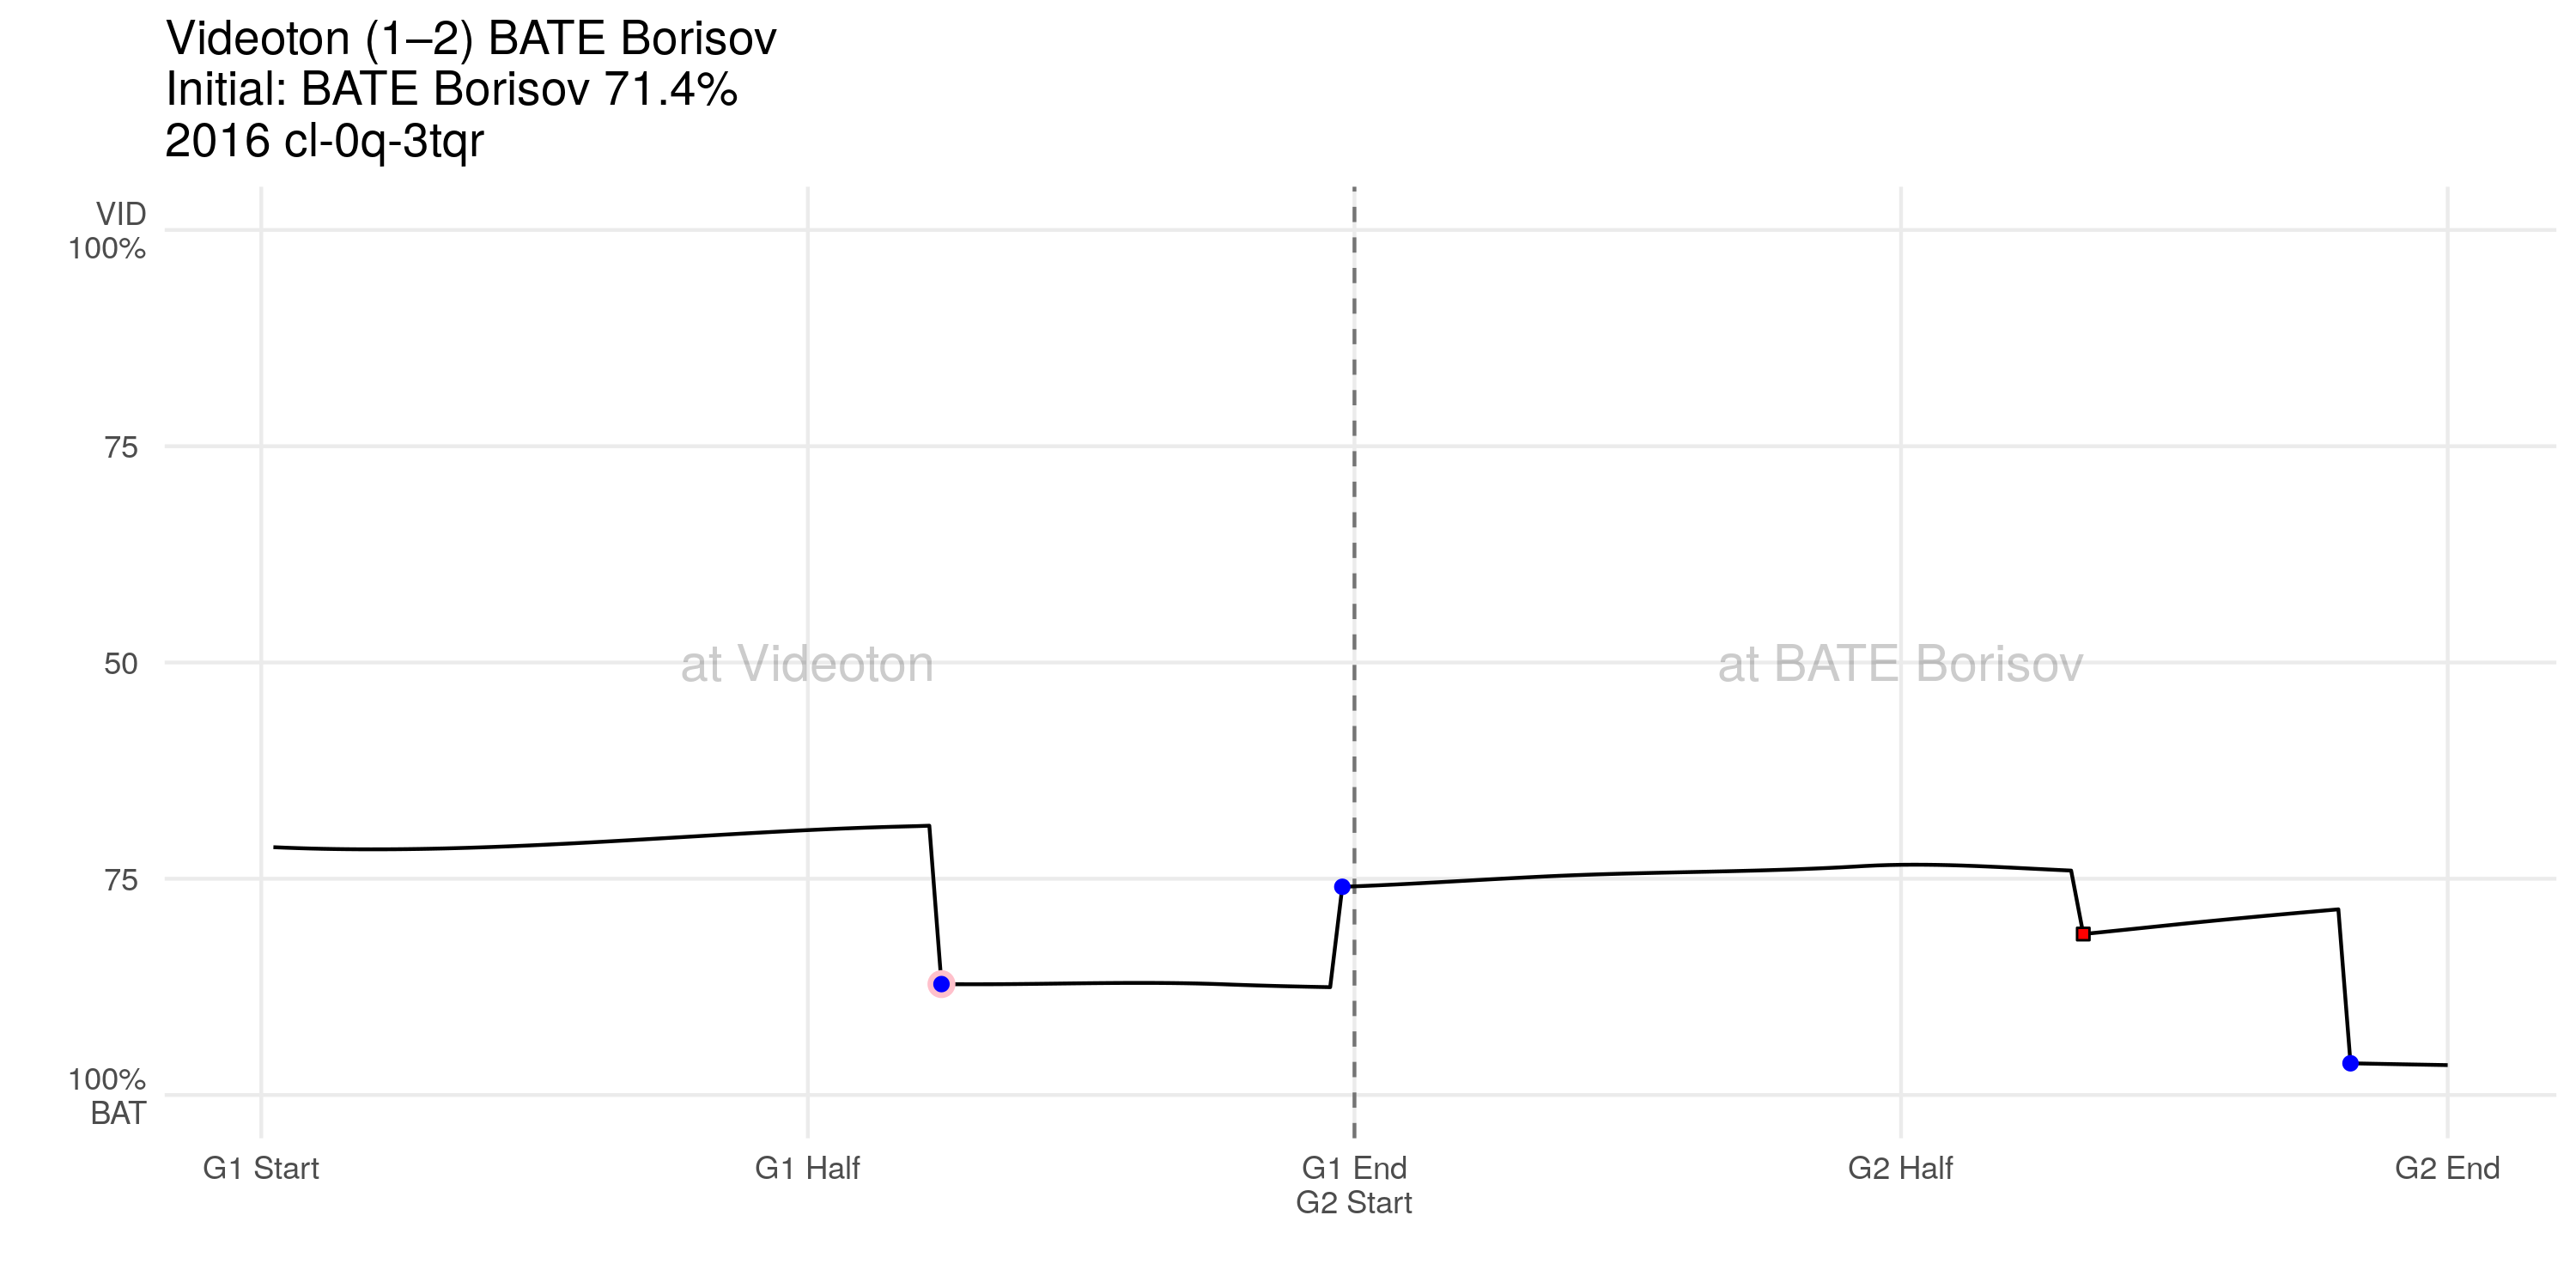 Videoton (1–2) BATE Borisov
Initial: BATE Borisov 71.4%
2016 cl-0q-3tqr
VID
100%
75
50
75
100%
BAT
at Videoton
at BATE Borisov
G1 Start
G1 Half
G1 End
G2 Start
G2 Half
G2 End